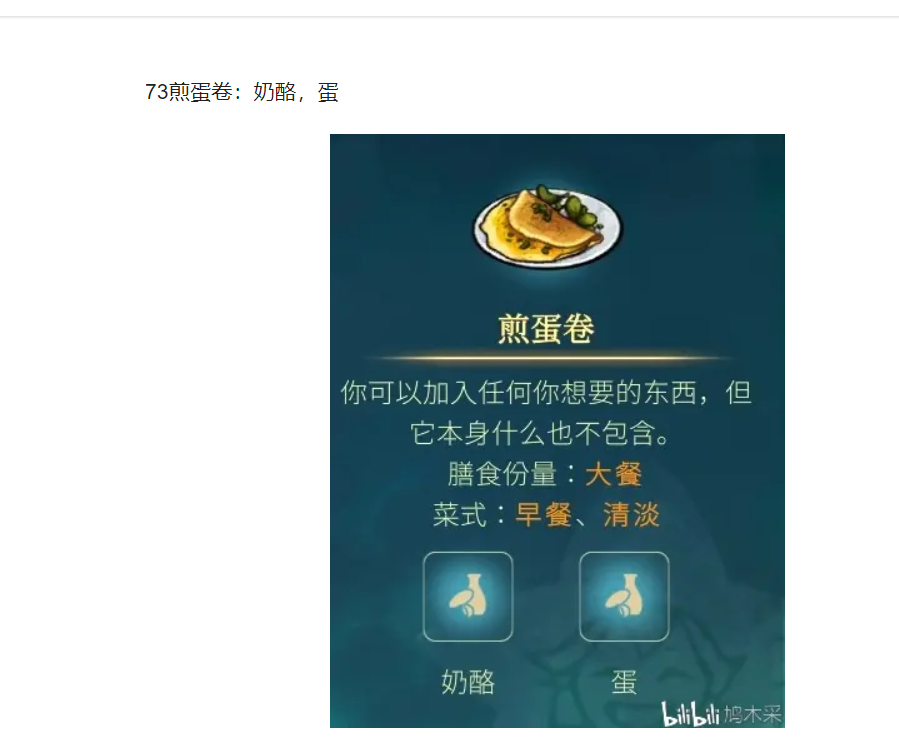 73煎蛋卷：奶酪，蛋
煎蛋卷
你可以加入任何你想要的东西，但
它本身什么也不包含。
膳食份量：大餐
菜式：早餐、清淡
奶酪
蛋
bilibili 鸠木采